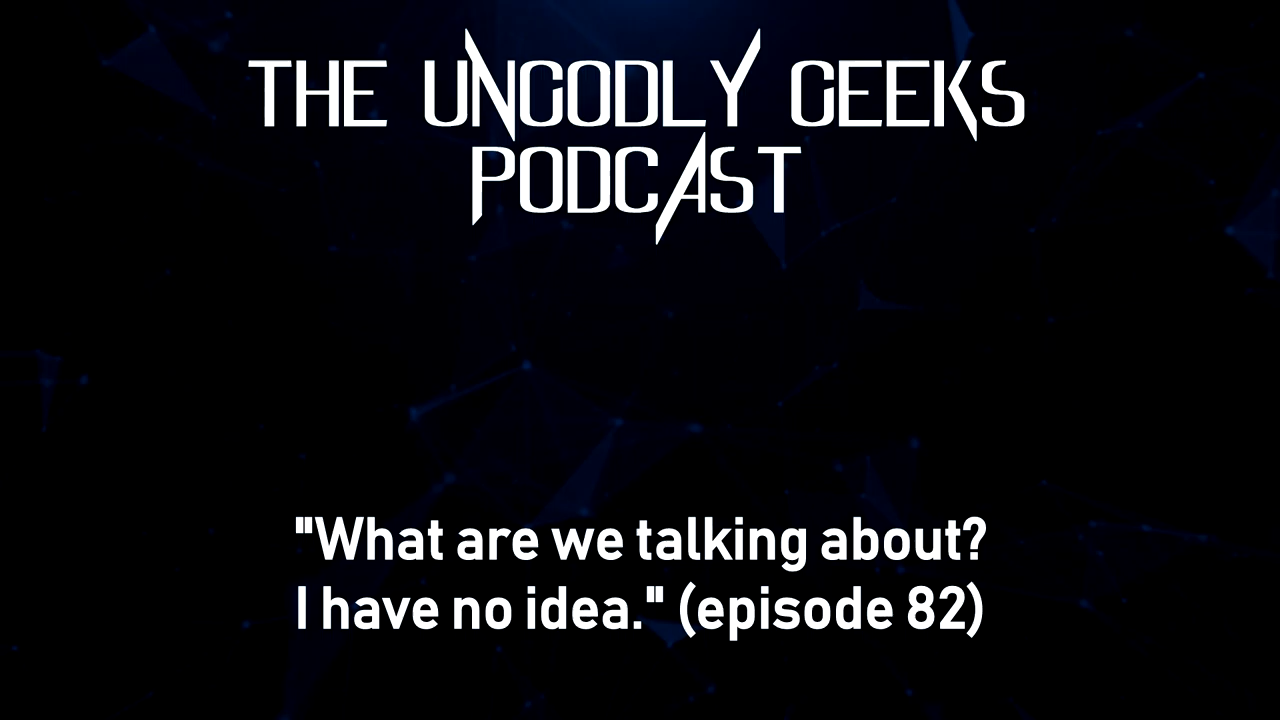 THE UNGODLY GEEKS
PODCAST
"What are we talking about?
I have no idea." (episode 82)